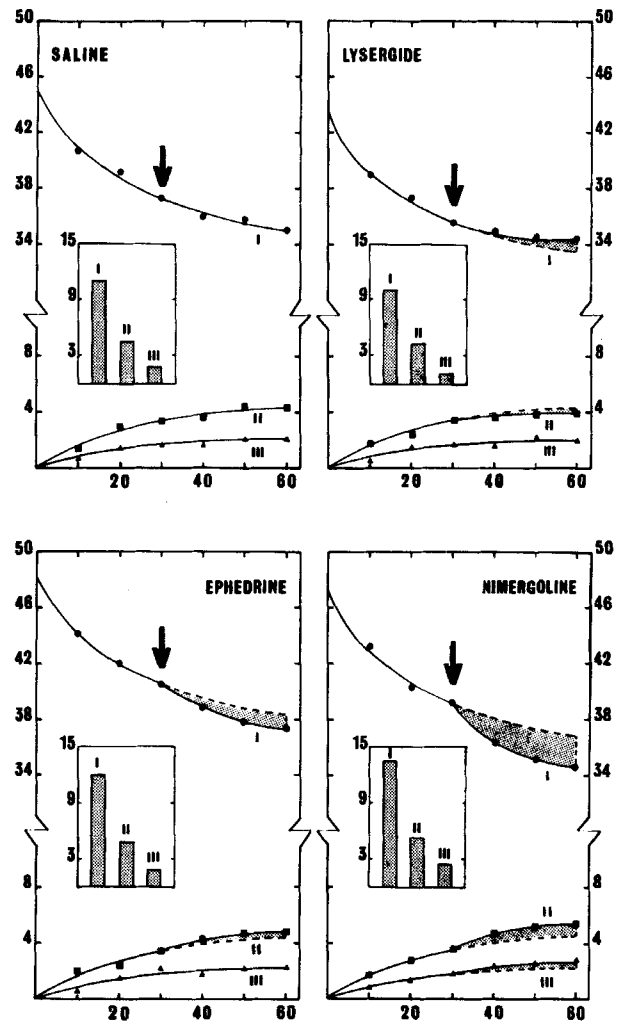 50 50
SALINE LYSERGIDE
46 46
42 42
38 38
34 I 34 I
15 15
9 I 9 I
II II
3 III 3 III
8 8
4 II 4 II
III III
20 40 60 20 40 60
50 50
EPHEDRINE NIMERGOLINE
46 46
42 42
38 38
I
34 34 I
15 15
9 I 9 I
II II
3 III 3 III
8 8 II
4 II 4
III III
20 40 60 20 40 60